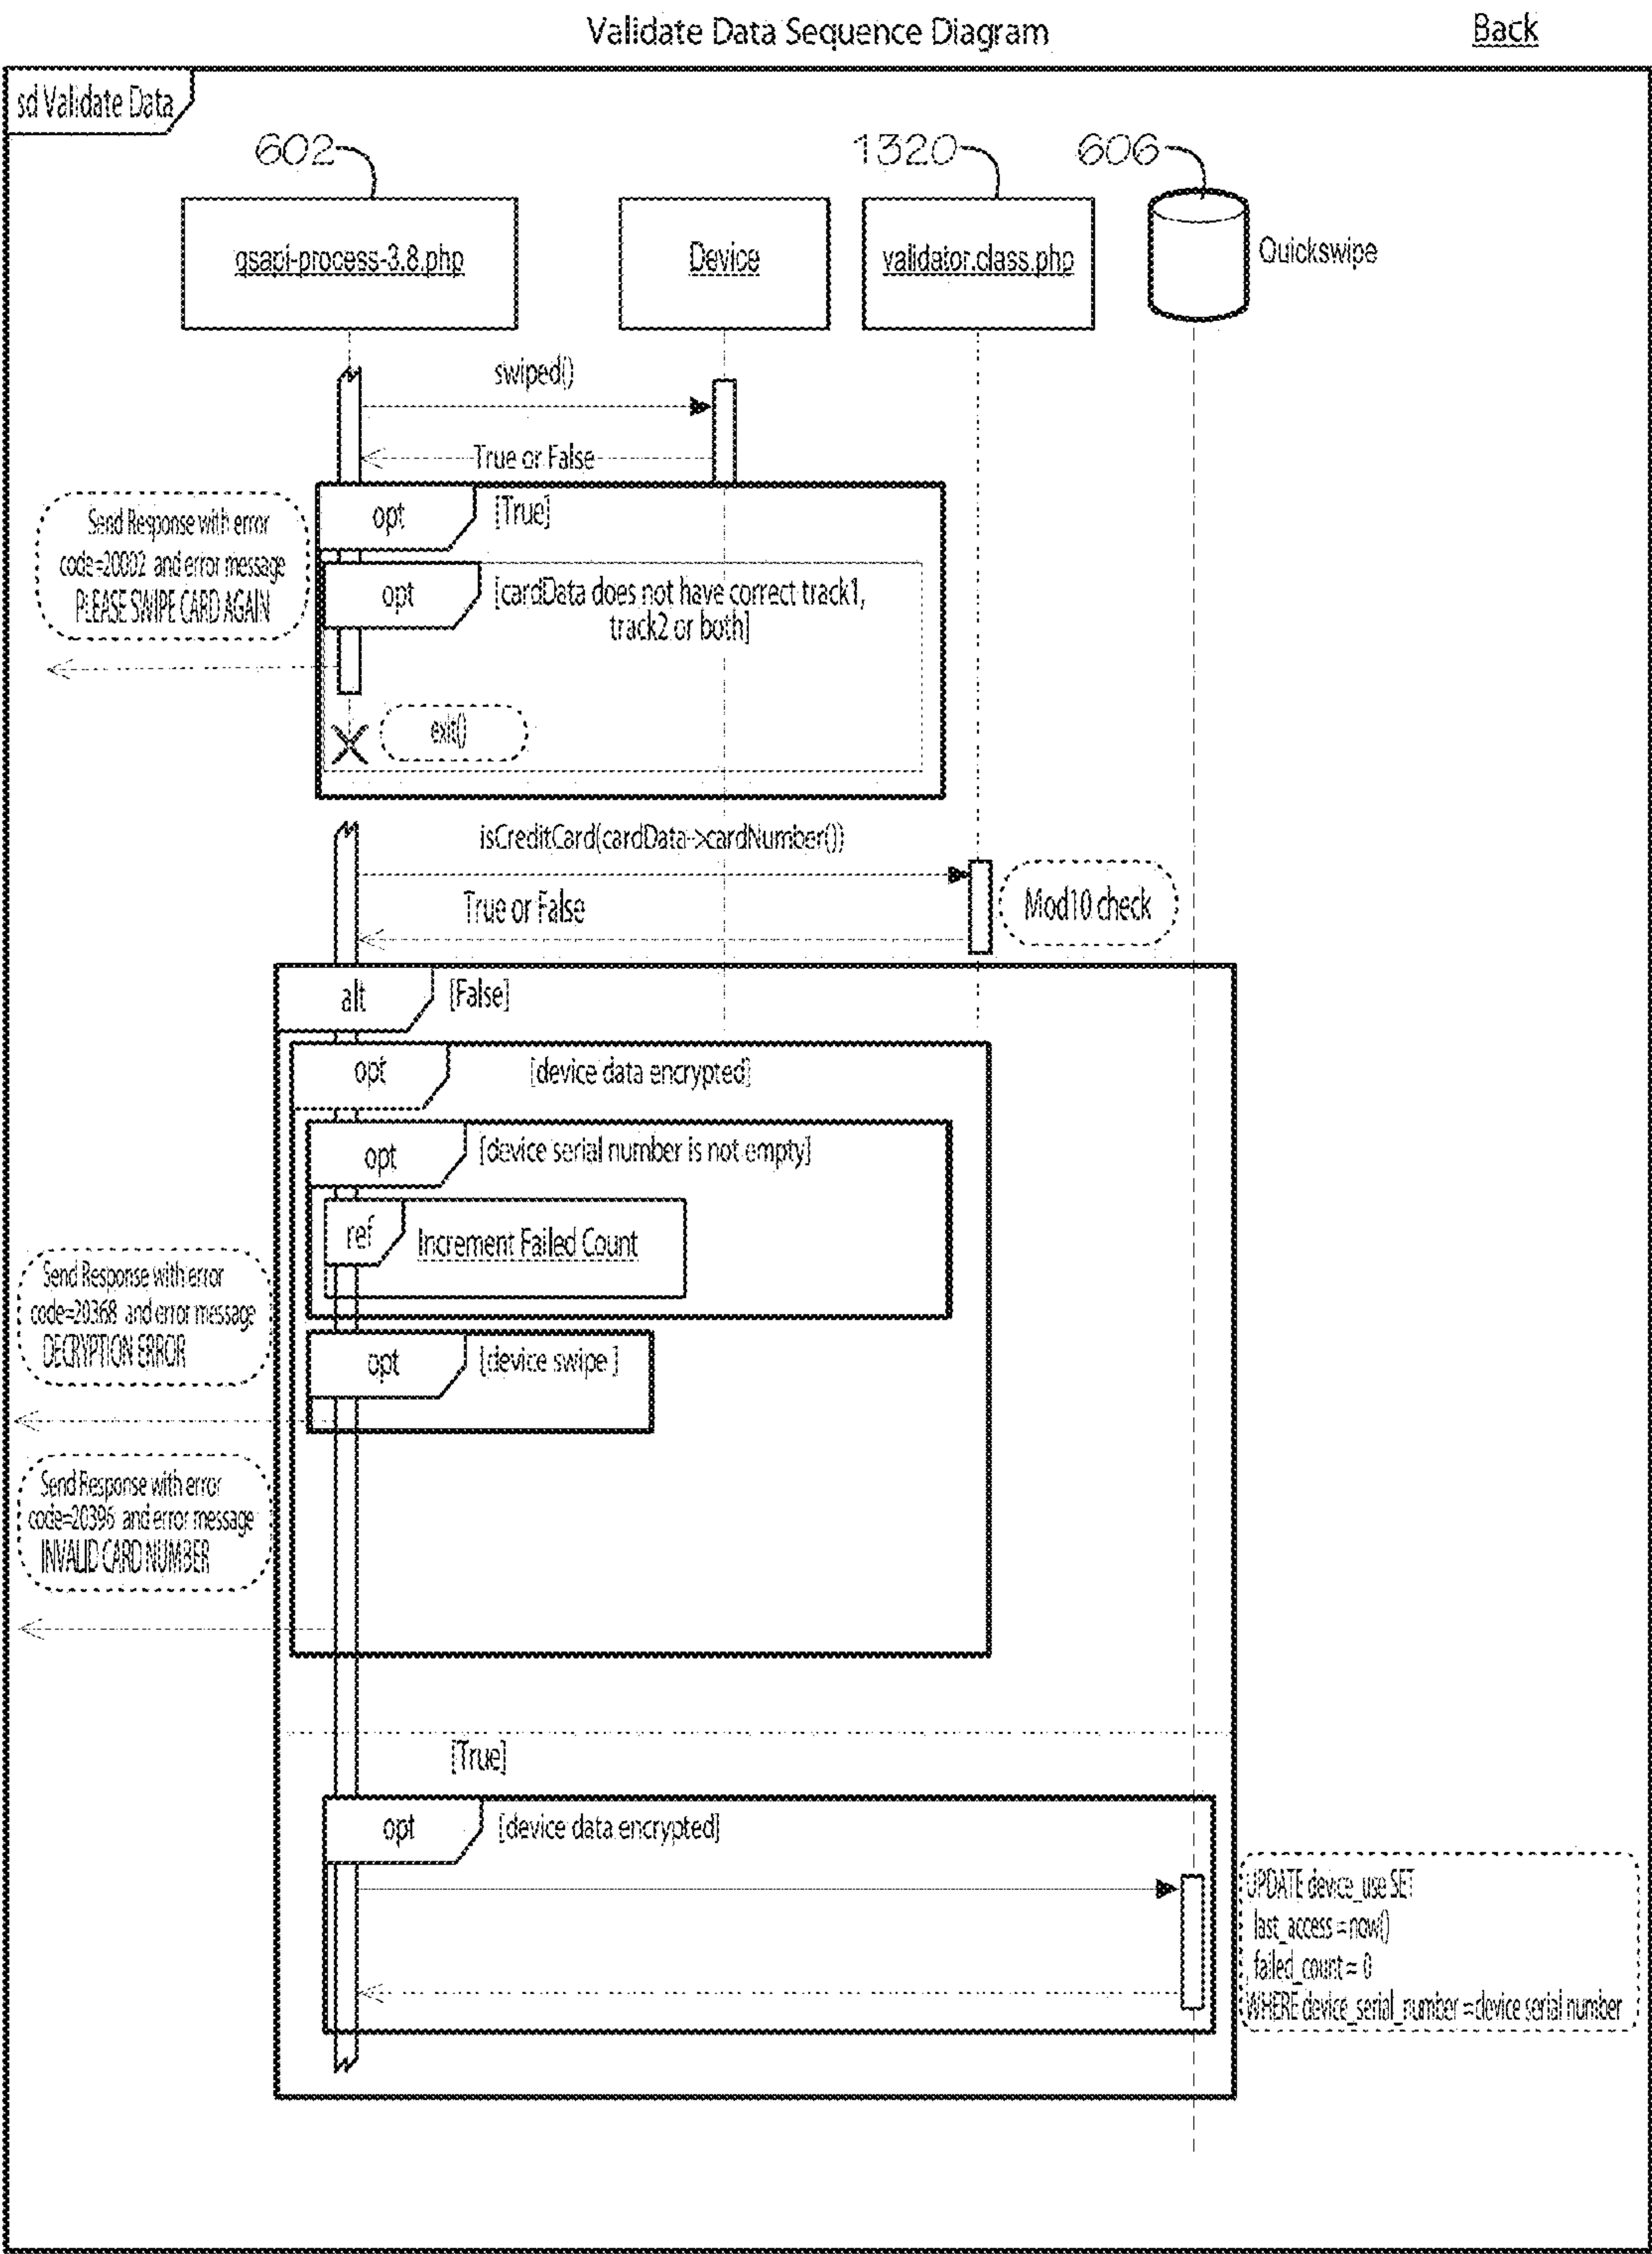 Validate Data Sequence Diagram
Back
sd Validate Data
602
1320
606
qsapi-process-3.8.php
Device
validator.class.php
Quickswipe
swiped()
True or False
opt
[True]
Send Response with error
code=20002 and error message
PLEASE SWIPE CARD AGAIN
opt
[cardData does not have correct track1,
track2 or both]
exit()
isCreditCard(cardData->cardNumber())
True or False
Mod10 check
alt
[False]
opt
[device data encrypted]
opt
[device serial number is not empty]
ref
Increment Failed Count
Send Response with error
code=20368 and error message
DECRYPTION ERROR
opt
[device swipe ]
Send Response with error
code=20396 and error message
INVALID CARD NUMBER
[True]
opt
[device data encrypted]
UPDATE device_use SET
last_access = now()
, failed_count = 0
WHERE device_serial_number = device serial number